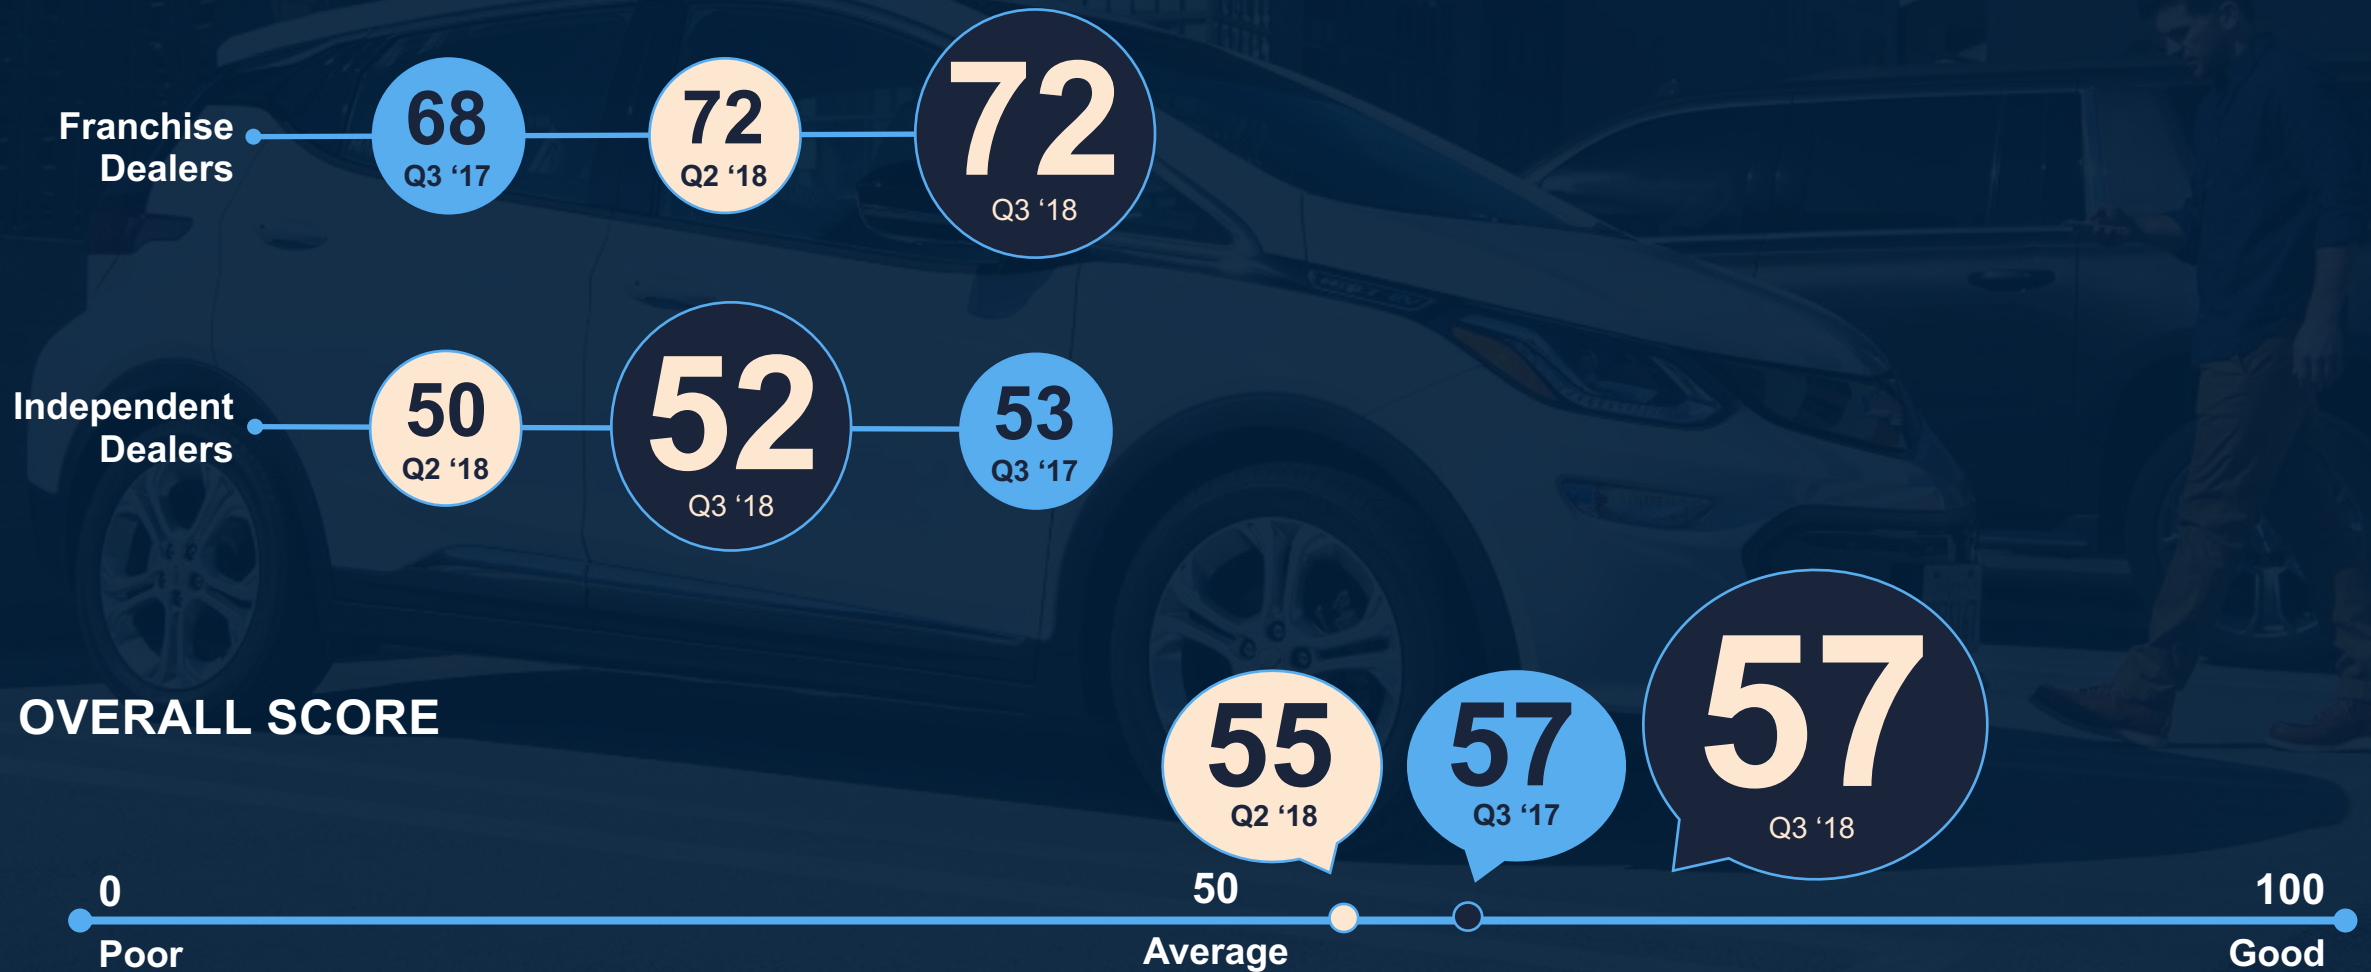 Franchise
Dealers
68
Q3 ‘17
72
Q2 ‘18
72
Q3 ‘18
Independent
Dealers
50
Q2 ‘18
52
Q3 ‘18
53
Q3 ‘17
OVERALL SCORE
55
Q2 ‘18
57
Q3 ‘17
57
Q3 ‘18
0
50
100
Poor
Average
Good